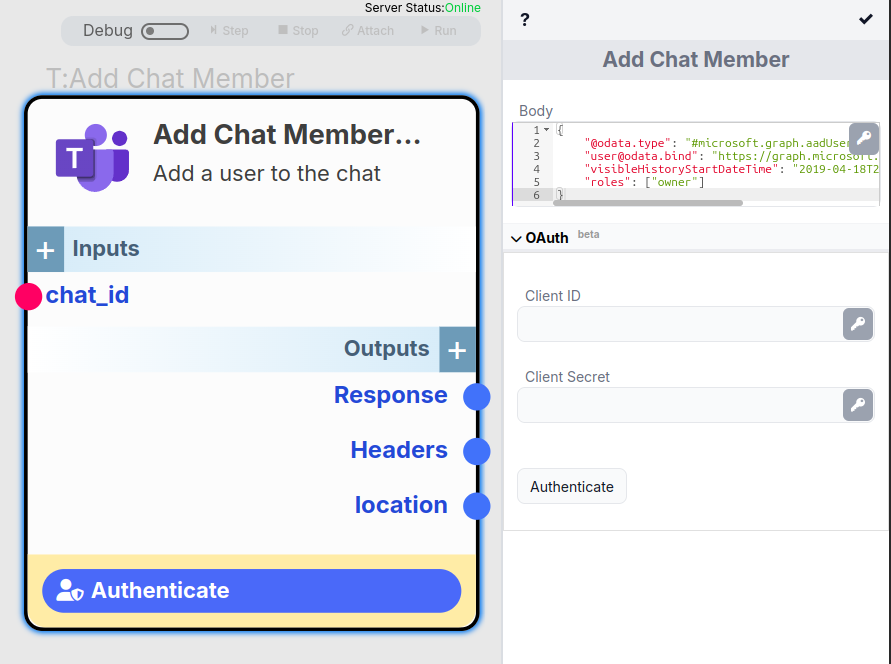 Server Status:Online
Debug
Step
Stop
Attach
Run
T:Add Chat Member
T
Add Chat Member...
Add a user to the chat
+ Inputs
chat_id
Outputs +
Response
Headers
location
Authenticate
?
Add Chat Member
Body
1 {
2 "@odata.type": "#microsoft.graph.aadUser
3 "user@odata.bind": "https://graph.microsoft.
4 "visibleHistoryStartDateTime": "2019-04-18T2
5 "roles": ["owner"]
6 }
OAuth beta
Client ID
Client Secret
Authenticate